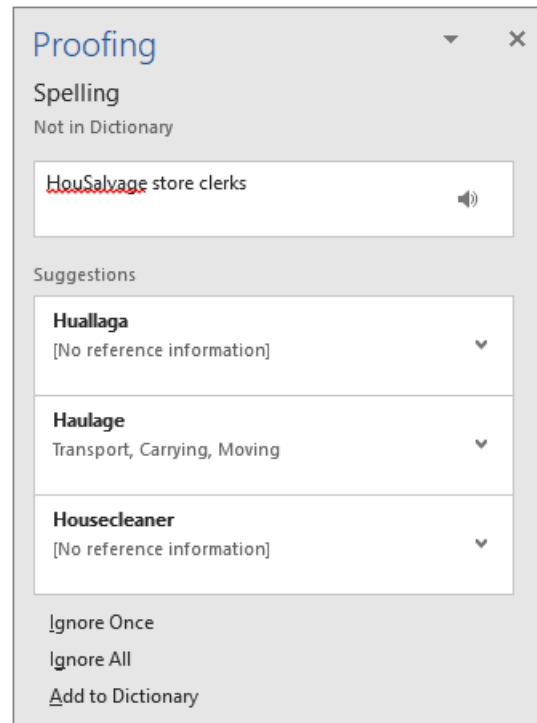 Proofing
Spelling
Not in Dictionary
HouSalvage store clerks
Suggestions
Huallaga
[No reference information]
Haulage
Transport, Carrying, Moving
Housecleaner
[No reference information]
Ignore Once
Ignore All
Add to Dictionary